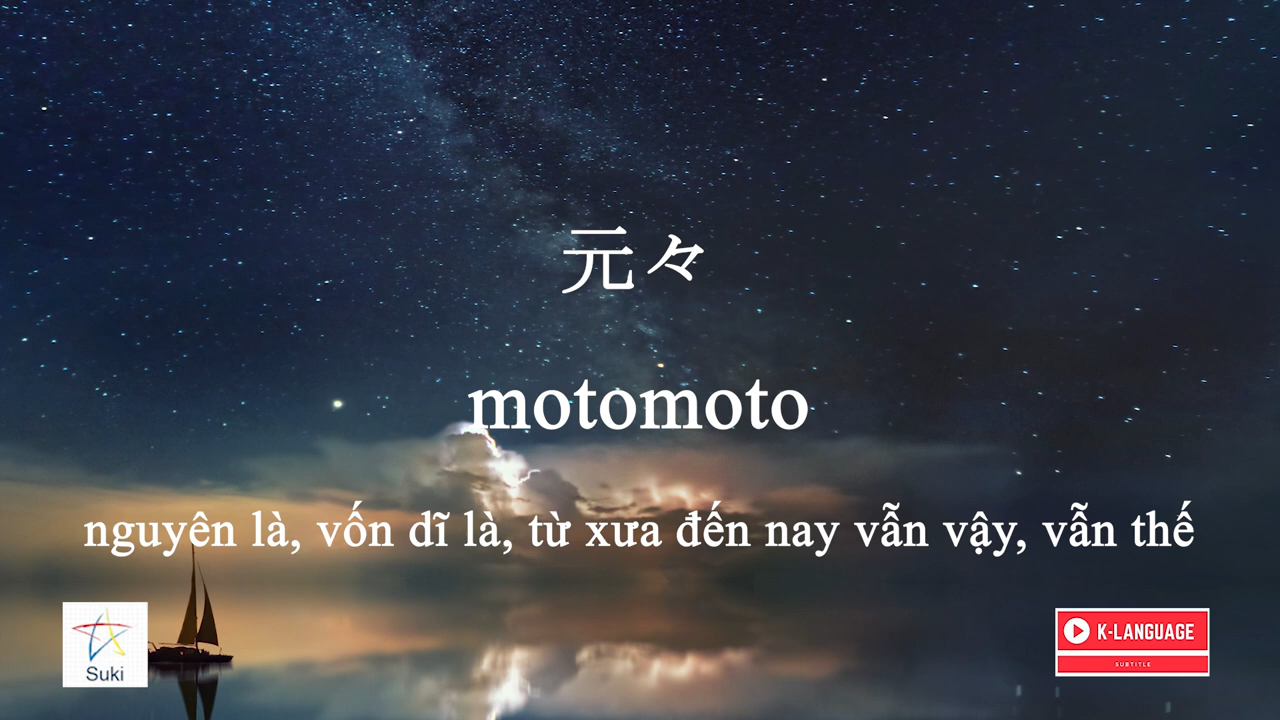 元々
motomoto
nguyên là, vốn dĩ là, từ xưa đến nay vẫn vậy, vẫn thế
Suki
K-LANGUAGE
SUBTITLE